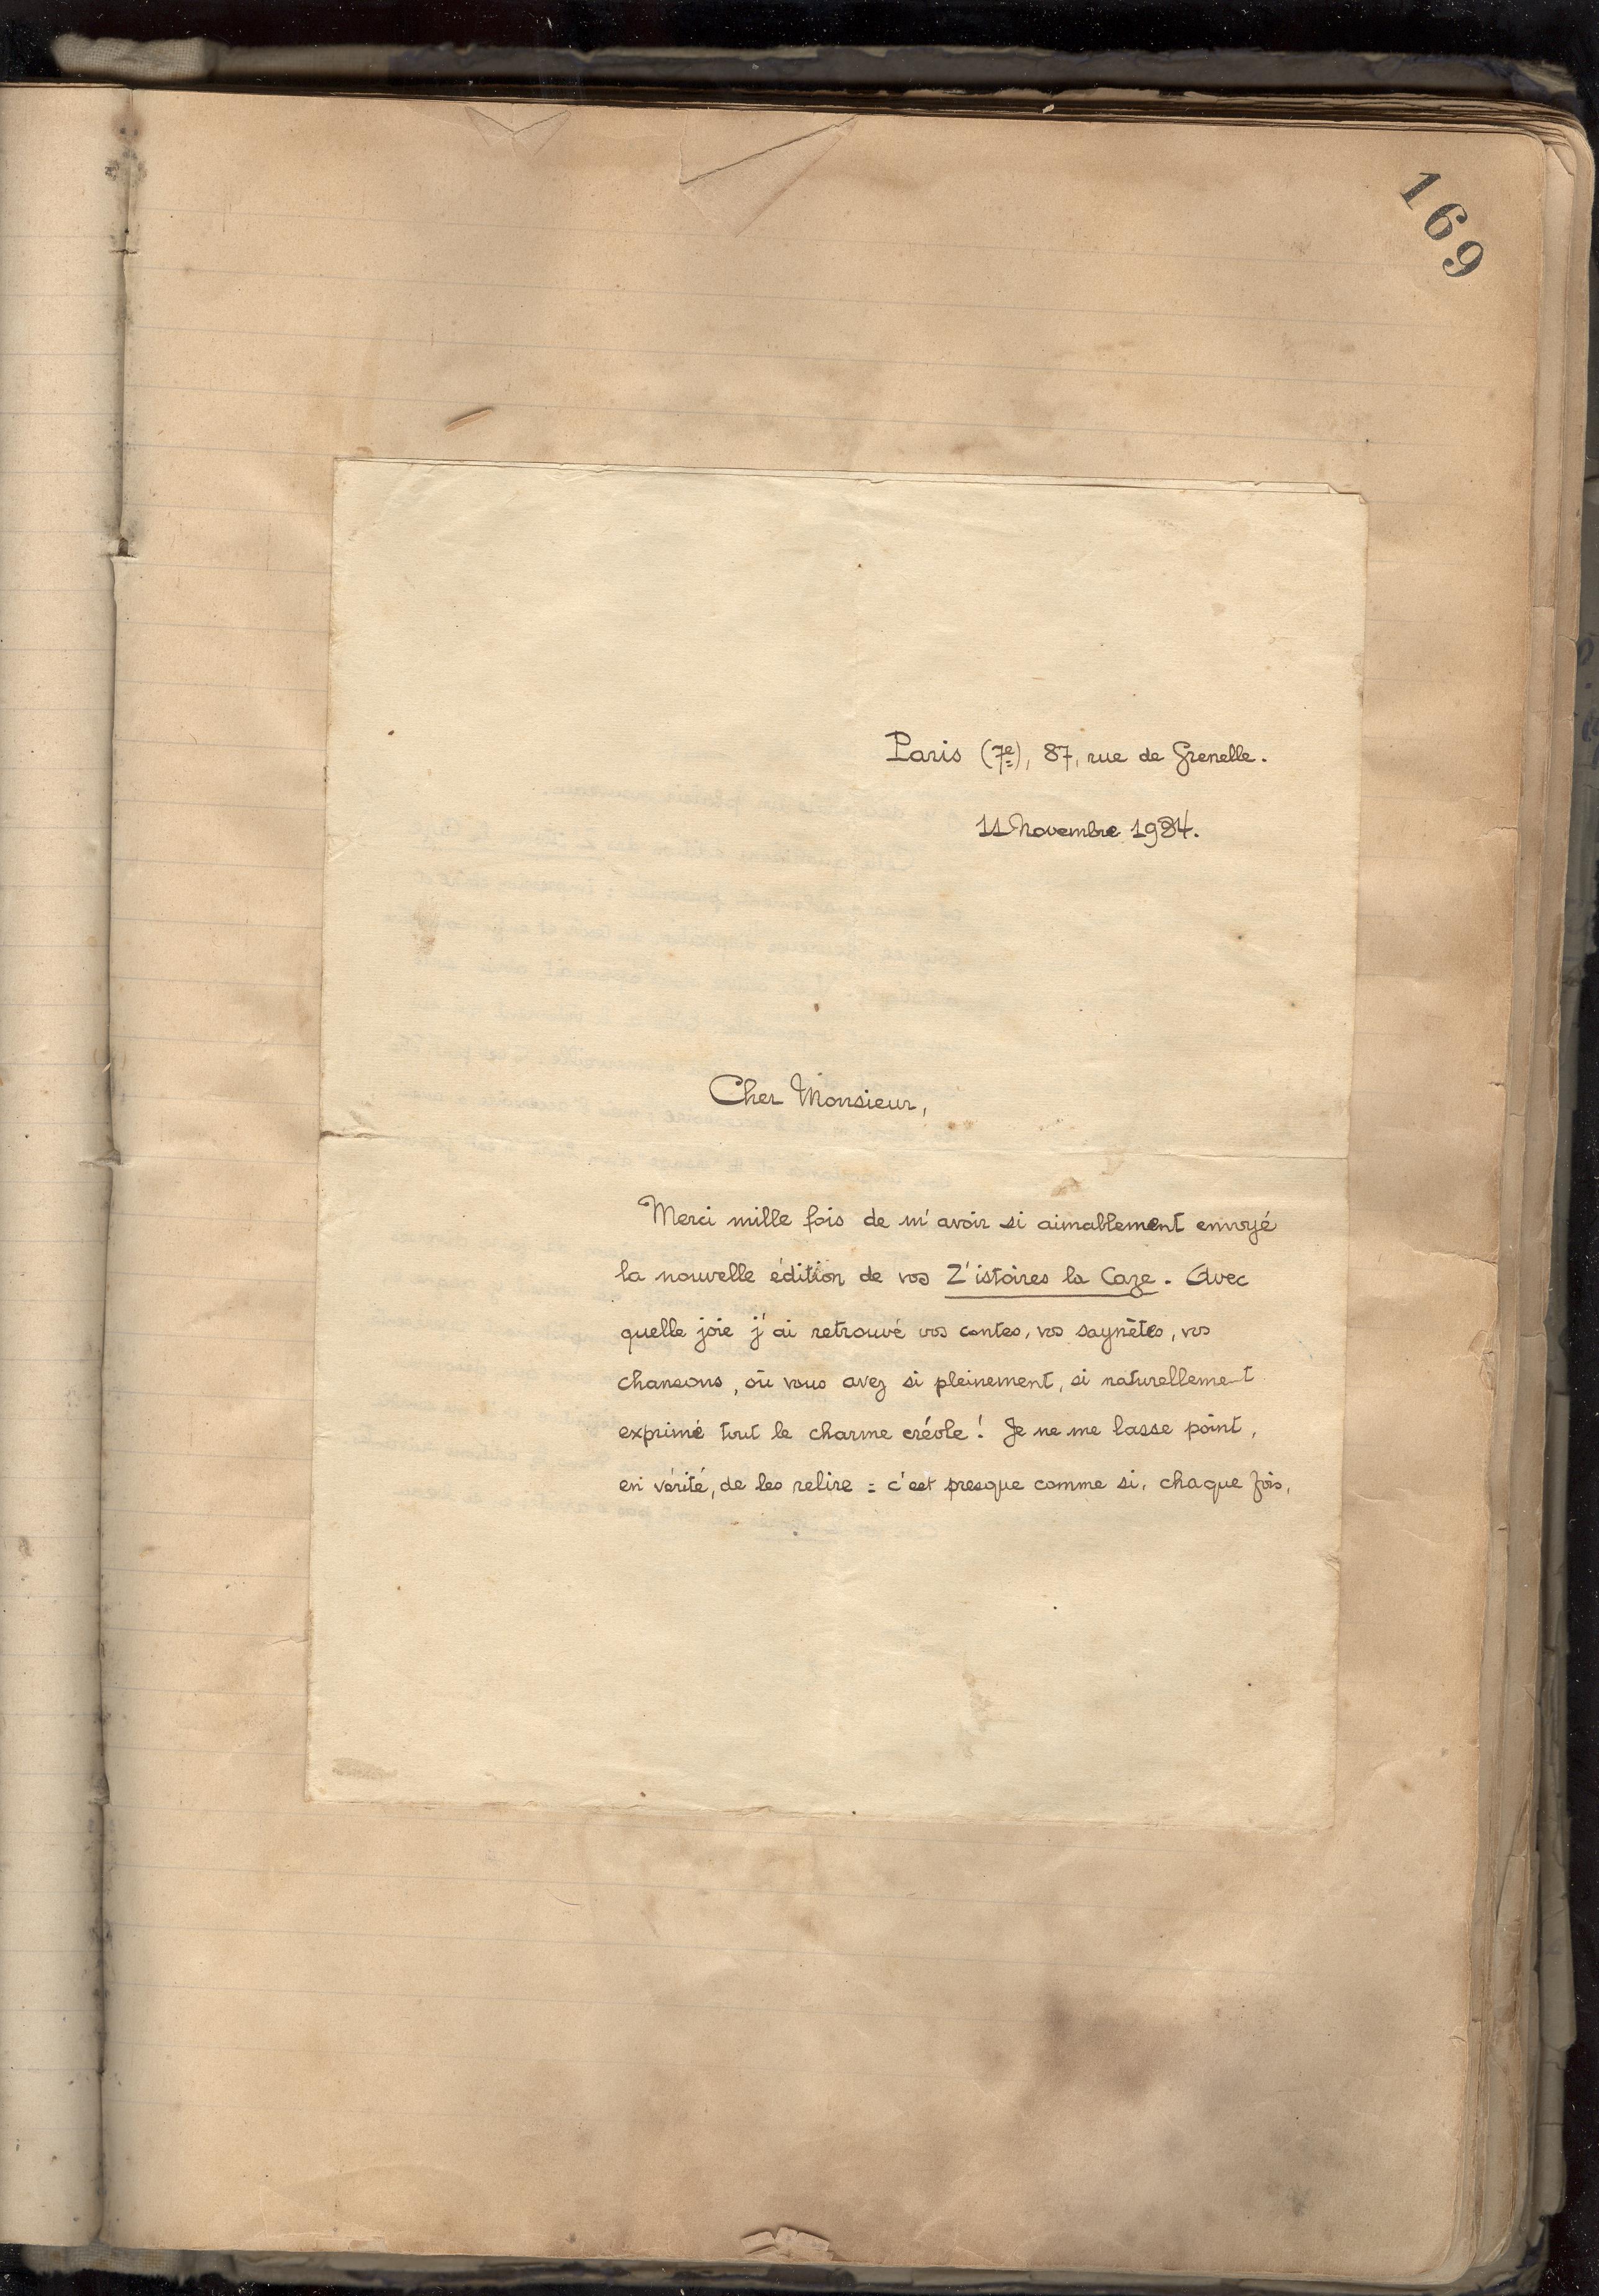 169
Paris (7e), 87, rue de Grenelle.
11 Novembre 1934.
Cher Monsieur,
Merci mille fois de m'avoir si aimablement envoyé
la nouvelle édition de vos Z'istoires la Caze. Avec
quelle joie j'ai retrouvé vos contes, vos saynètes, vos
chansons, où vous avez si pleinement, si naturellement
exprimé tout le charme créole! Je ne me lasse point,
en vérité, de les relire : c'est presque comme si, chaque fois,